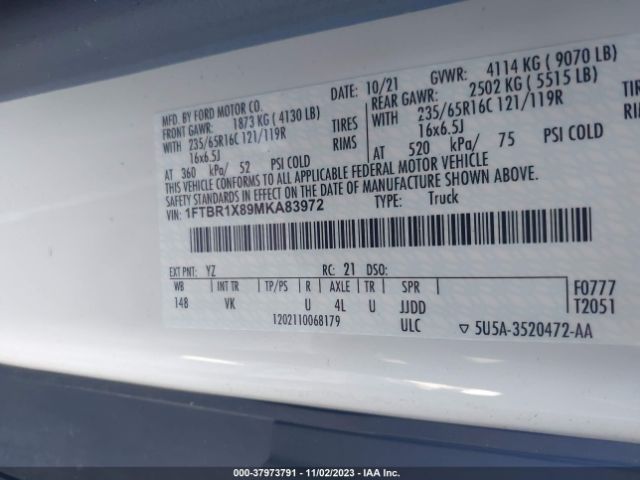 MFD. BY FORD MOTOR CO.
DATE: 10/21 GVWR: 4114 KG ( 9070 LB)
FRONT GAWR: 1873 KG ( 4130 LB) REAR GAWR: 2502 KG ( 5515 LB)
WITH 235/65R16C 121/119R TIRES WITH 235/65R16C 121/119R TIRES
16x6.5J RIMS 16x6.5J RIMS
AT 360 kPa/ 52 PSI COLD AT 520 kPa/ 75 PSI COLD
THIS VEHICLE CONFORMS TO ALL APPLICABLE FEDERAL MOTOR VEHICLE
SAFETY STANDARDS IN EFFECT ON THE DATE OF MANUFACTURE SHOWN ABOVE.
VIN: 1FTBR1X89MKA83972 TYPE: Truck
EXT PNT: YZ RC: 21 DSO:
WB INT TR TP/PS R AXLE TR SPR F0777
148 VK U 4L U JJDD T2051
1202110068179 ULC ▽ 5U5A-3520472-AA
000-37973791 - 11/02/2023 - IAA Inc.